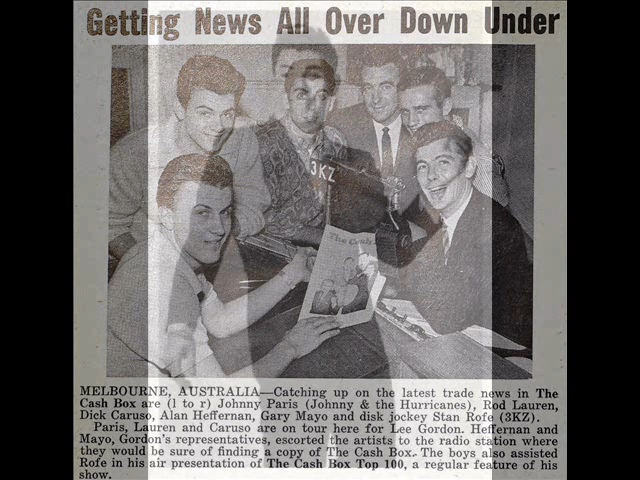 Getting News All Over Down Under
3KZ
The Cash
MELBOURNE, AUSTRALIA—Catching up on the latest trade news in The
Cash Box are (l to r) Johnny Paris (Johnny & the Hurricanes), Rod Lauren,
Dick Caruso, Alan Heffernan, Gary Mayo and disk jockey Stan Rofe (3KZ).
Paris, Lauren and Caruso are on tour here for Lee Gordon. Heffernan and
Mayo, Gordon's representatives, escorted the artists to the radio station where
they would be sure of finding a copy of The Cash Box. The boys also assisted
Rofe in his air presentation of The Cash Box Top 100, a regular feature of his
show.